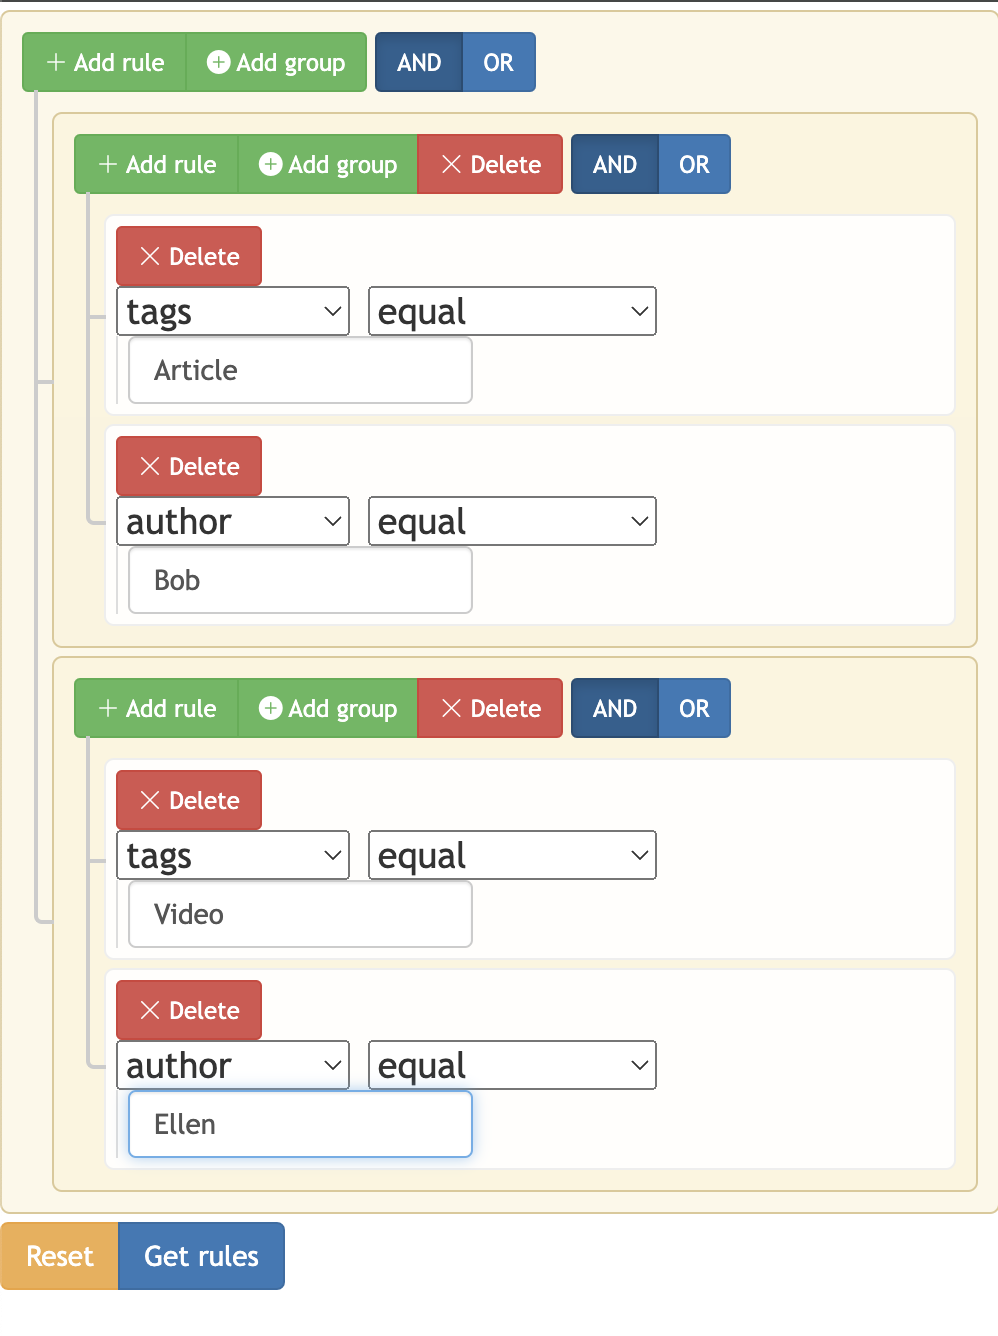 Add rule Add group AND OR
Add rule Add group Delete AND OR
Delete
tags equal
Article
Delete
author equal
Bob
Add rule Add group Delete AND OR
Delete
tags equal
Video
Delete
author equal
Ellen
Reset Get rules